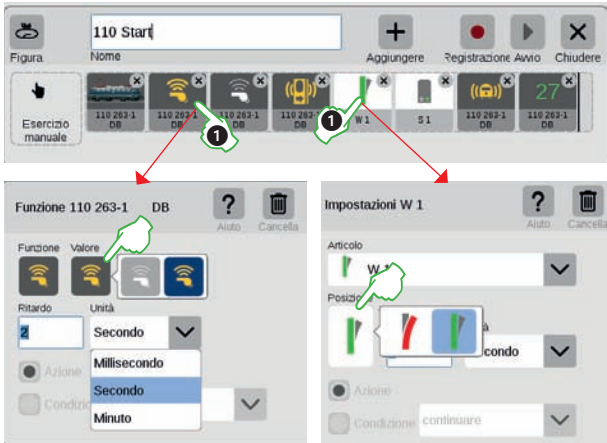 110 Start
Figura
Nome
Aggiungere
Registrazione
Avvio
Chiudere
Esercizio
manuale
110 263-1
DB
110 263-1
DB
110 263-1
DB
110 263-1
DB
W 1
S 1
110 263-1
DB
27
110 263-1
DB
1
1
Funzione 110 263-1 DB
?
Aiuto
Cancella
Funzione
Valore
Ritardo
Unità
2
Secondo
Millisecondo
Secondo
Minuto
Azione
Impostazioni W 1
?
Aiuto
Cancella
Articolo
W 1
Azione
Condizione
continuare